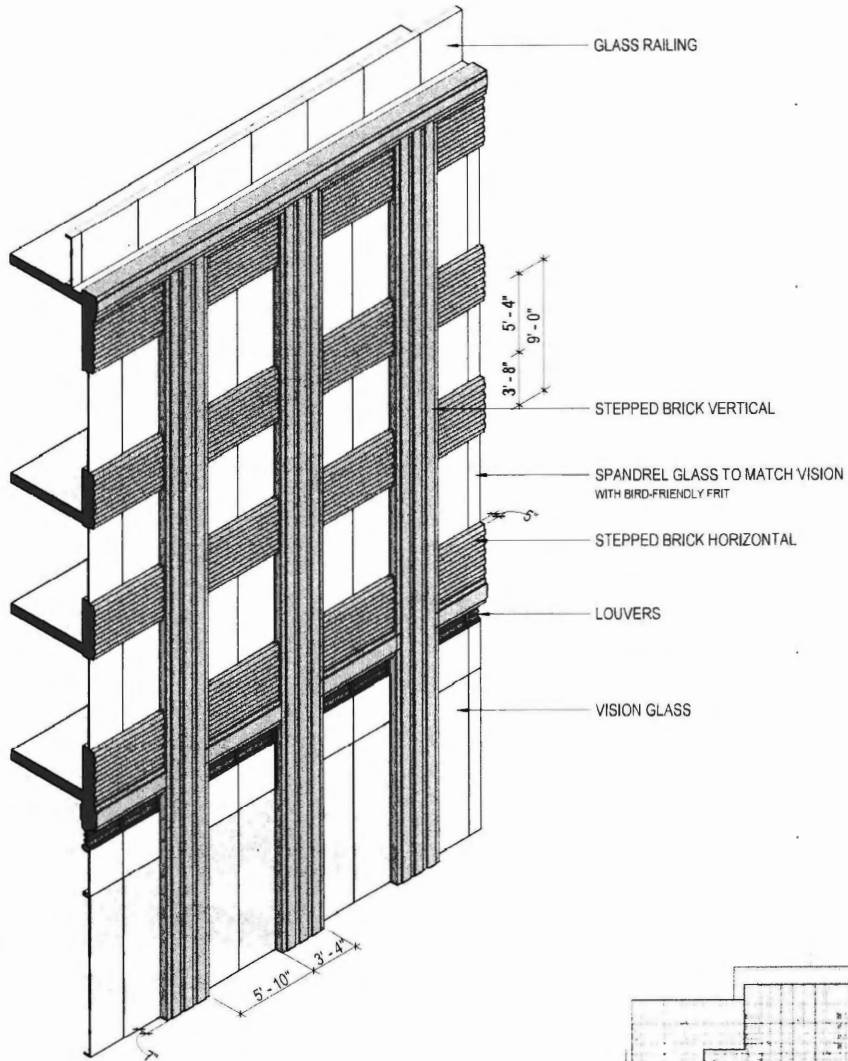 GLASS RAILING
5' - 4"
9' - 0"
3' - 8"
STEPPED BRICK VERTICAL
SPANDREL GLASS TO MATCH VISION
WITH BIRD-FRIENDLY FRIT
5"
STEPPED BRICK HORIZONTAL
LOUVERS
VISION GLASS
3' - 4"
5' - 10"
7"